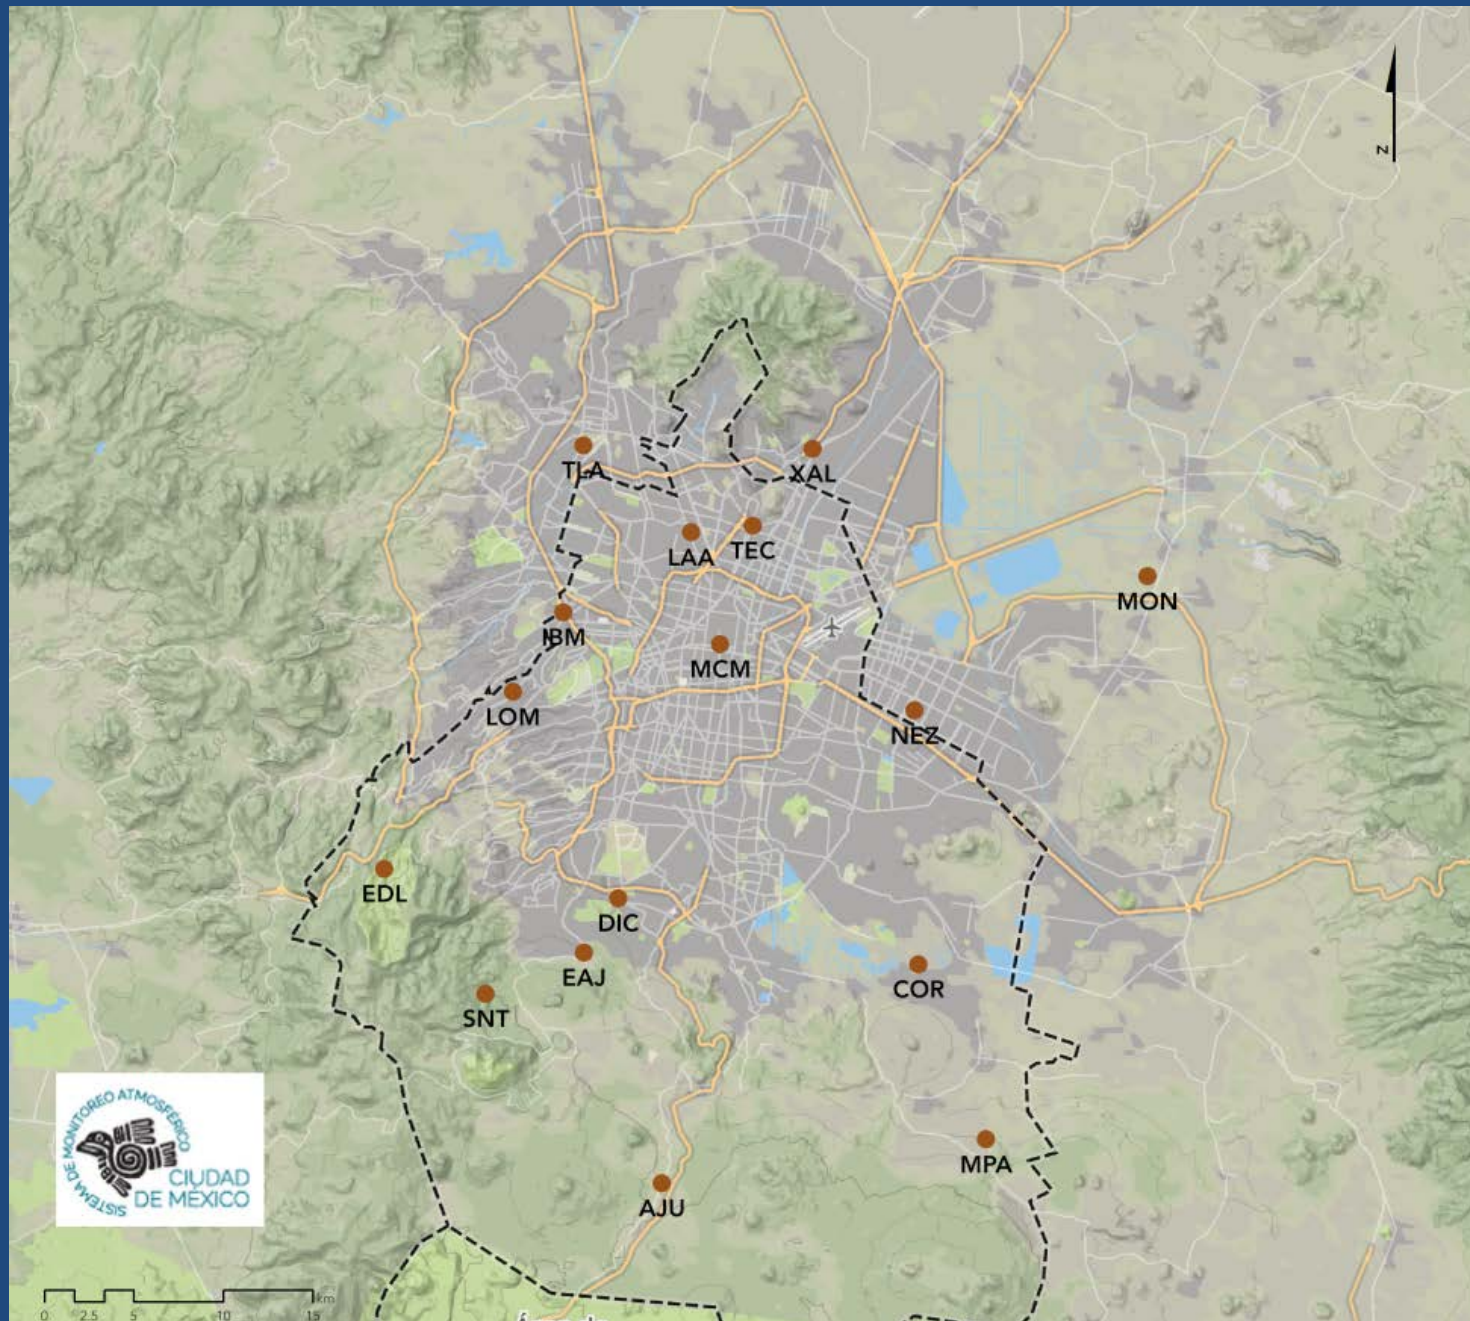 N
TLA
XAL
LAA
TEC
MON
IBM
MCM
LOM
NEZ
EDL
DIC
EAJ
COR
SNT
MPA
AJU
SISTEMA DE MONITOREO ATMOSFÉRICO
CIUDAD
DE MÉXICO
km
0 2.5 5 10 15